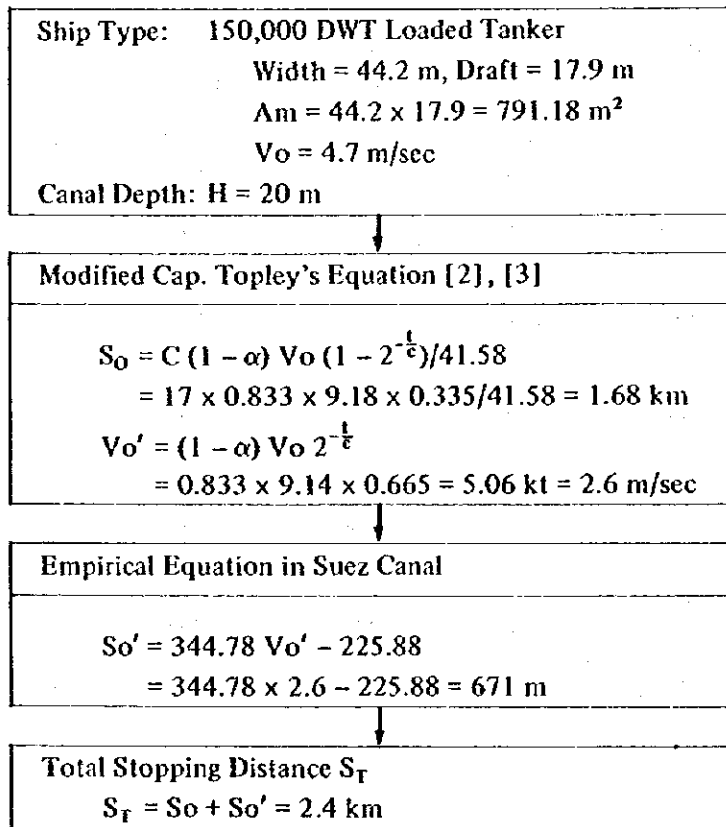 Ship Type: 150,000 DWT Loaded Tanker
Width = 44.2 m, Draft = 17.9 m
Am = 44.2 x 17.9 = 791.18 m²
Vo = 4.7 m/sec
Canal Depth: H = 20 m
Modified Cap. Topley's Equation [2], [3]
S₀ = C (1 – α) Vo (1 – 2^(-t/c))/41.58
= 17 x 0.833 x 9.18 x 0.335/41.58 = 1.68 km
Vo' = (1 – α) Vo 2^(-t/c)
= 0.833 x 9.14 x 0.665 = 5.06 kt = 2.6 m/sec
Empirical Equation in Suez Canal
So' = 344.78 Vo' – 225.88
= 344.78 x 2.6 – 225.88 = 671 m
Total Stopping Distance S_T
S_T = So + So' = 2.4 km